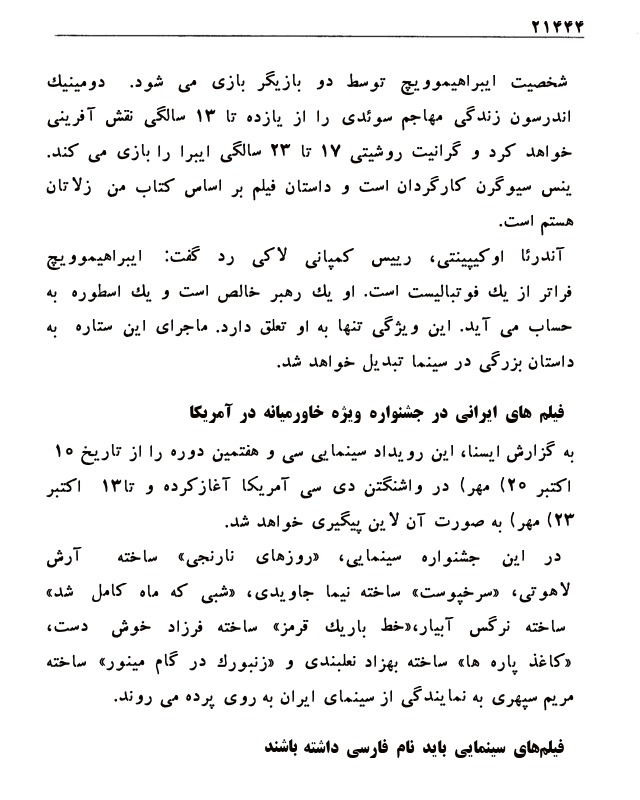 ۲۱۴۴۴
شخصیت ایبراهیموویچ توسط دو بازیگر بازی می شود. دومینیك
اندرسون زندگی مهاجم سوئدی را از یازده تا ۱۳ سالگی نقش آفرینی
خواهد کرد و گرانیت روشیتی ۱۷ تا ۲۳ سالگی ایبرا را بازی می کند.
ینس سیوگرن کارگردان است و داستان فیلم بر اساس کتاب من زلاتان
هستم است.
آندرئا اوکیپینتی، رییس کمپانی لاکی رد گفت: ایبراهیموویچ
فراتر از یك فوتبالیست است. او یك رهبر خالص است و یك اسطوره به
حساب می آید. این ویژگی تنها به او تعلق دارد. ماجرای این ستاره به
داستان بزرگی در سینما تبدیل خواهد شد.
فیلم های ایرانی در جشنواره ویژه خاورمیانه در آمریکا
به گزارش ایسنا، این رویداد سینمایی سی و هفتمین دوره را از تاریخ ۱۰
اکتبر ۲۰) مهر) در واشنگتن دی سی آمریکا آغازکرده و تا۱۳ اکتبر
۲۳) مهر) به صورت آن لاین پیگیری خواهد شد.
در این جشنواره سینمایی، «روزهای نارنجی» ساخته آرش
لاهوتی، «سرخپوست» ساخته نیما جاویدی، «شبی که ماه کامل شد»
ساخته نرگس آبیار،«خط باریك قرمز» ساخته فرزاد خوش دست،
«کاغذ پاره ها» ساخته بهزاد نعلبندی و «زنبورك در گام مینور» ساخته
مریم سپهری به نمایندگی از سینمای ایران به روی پرده می روند.
فیلم‌های سینمایی باید نام فارسی داشته باشند